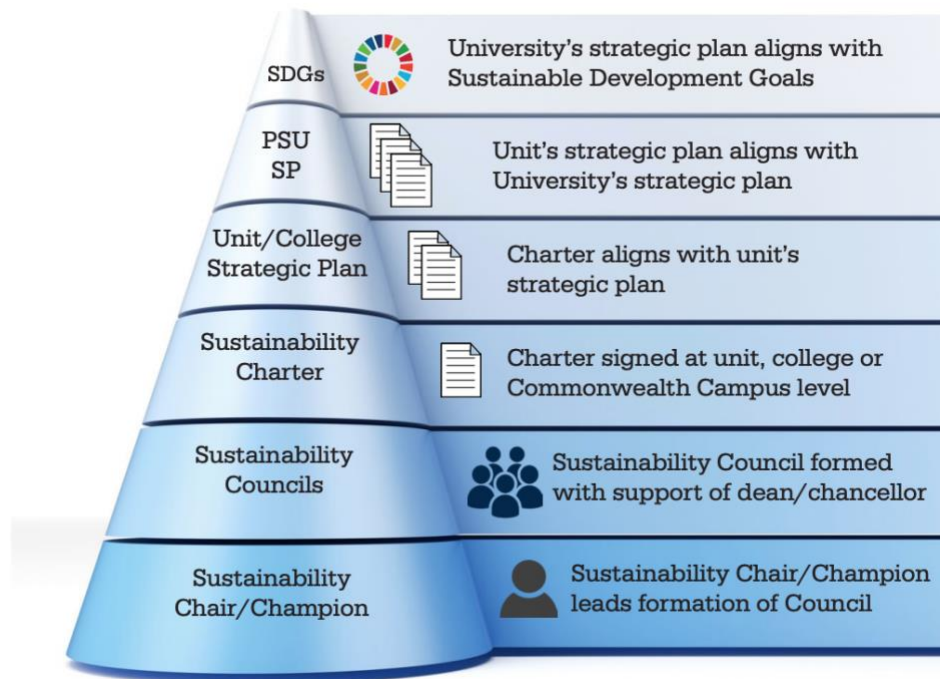 SDGs
University's strategic plan aligns with
Sustainable Development Goals
PSU
SP
Unit's strategic plan aligns with
University's strategic plan
Unit/College
Strategic Plan
Charter aligns with unit's
strategic plan
Sustainability
Charter
Charter signed at unit, college or
Commonwealth Campus level
Sustainability
Councils
Sustainability Council formed
with support of dean/chancellor
Sustainability
Chair/Champion
Sustainability Chair/Champion
leads formation of Council